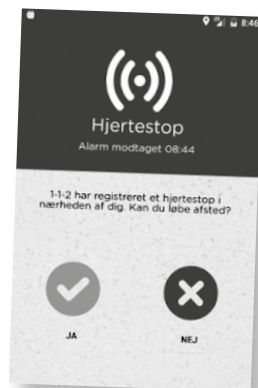 8:46
Hjertestop
Alarm modtaget 08:44
1-1-2 har registreret et hjertestop i
nærheden af dig. Kan du løbe afsted?
JA
NEJ